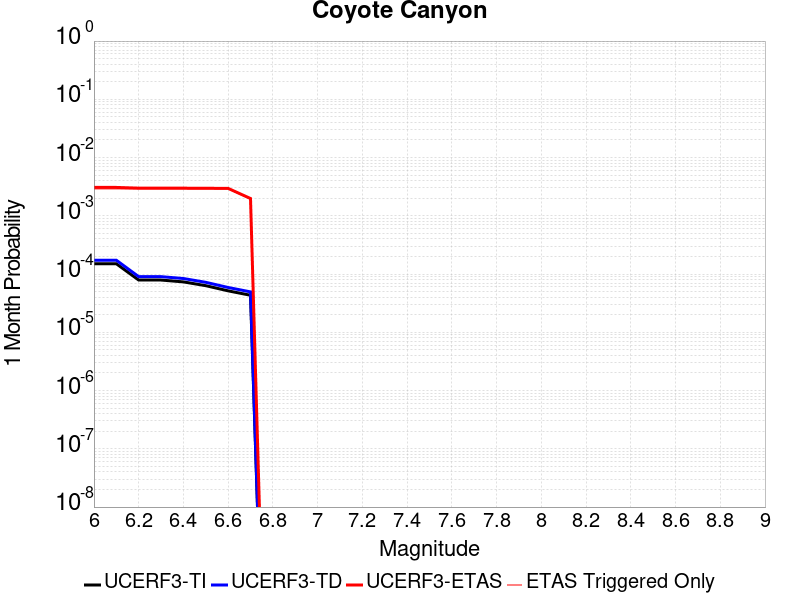 Coyote Canyon
1 Month Probability
10^0
10^-1
10^-2
10^-3
10^-4
10^-5
10^-6
10^-7
10^-8
6 6.2 6.4 6.6 6.8 7 7.2 7.4 7.6 7.8 8 8.2 8.4 8.6 8.8 9
Magnitude
UCERF3-TI UCERF3-TD UCERF3-ETAS ETAS Triggered Only